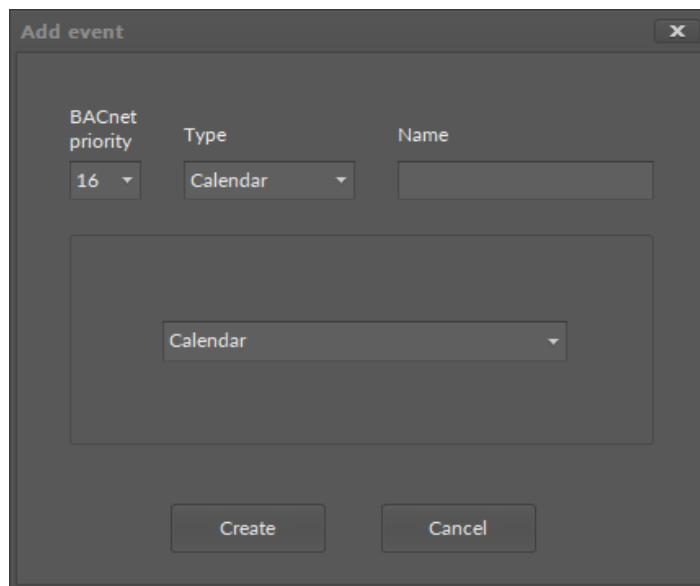 Add event
BACnet
priority
Type
Name
16
Calendar
Calendar
Create
Cancel